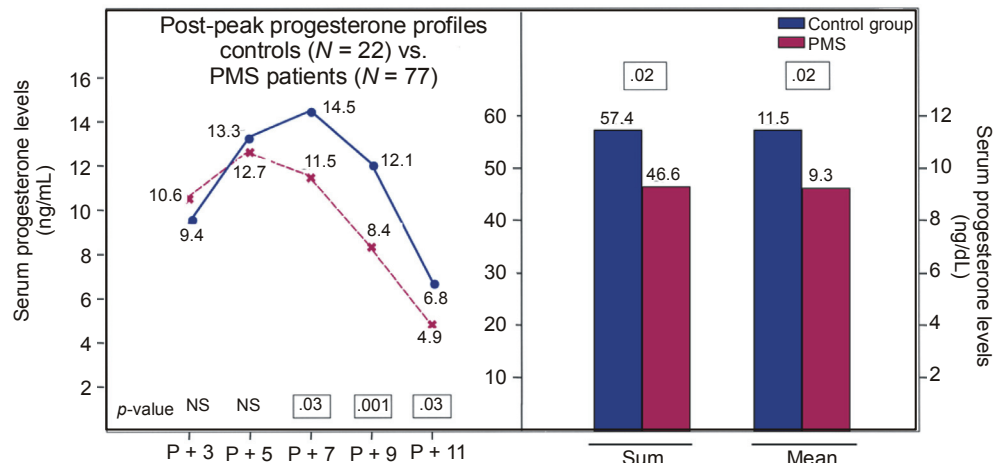 Post-peak progesterone profiles
controls (N = 22) vs.
PMS patients (N = 77)
Serum progesterone levels
(ng/mL)
16
14
12
10
8
6
4
2
10.6
9.4
13.3
12.7
14.5
11.5
12.1
8.4
6.8
4.9
p-value NS NS .03 .001 .03
P + 3 P + 5 P + 7 P + 9 P + 11
Control group
PMS
.02 .02
60
50
40
30
20
10
57.4
46.6
11.5
9.3
12
10
8
6
4
2
Serum progesterone levels
(ng/dL)
Sum Mean